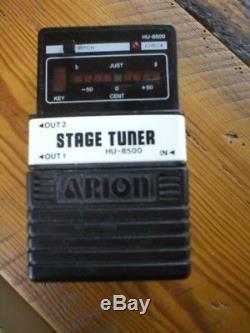 HU-8500
PITCH CHECK
b JUST #
-50 +50
KEY CENT
OUT 2
STAGE TUNER
OUT 1 HU-8500 IN
ARION